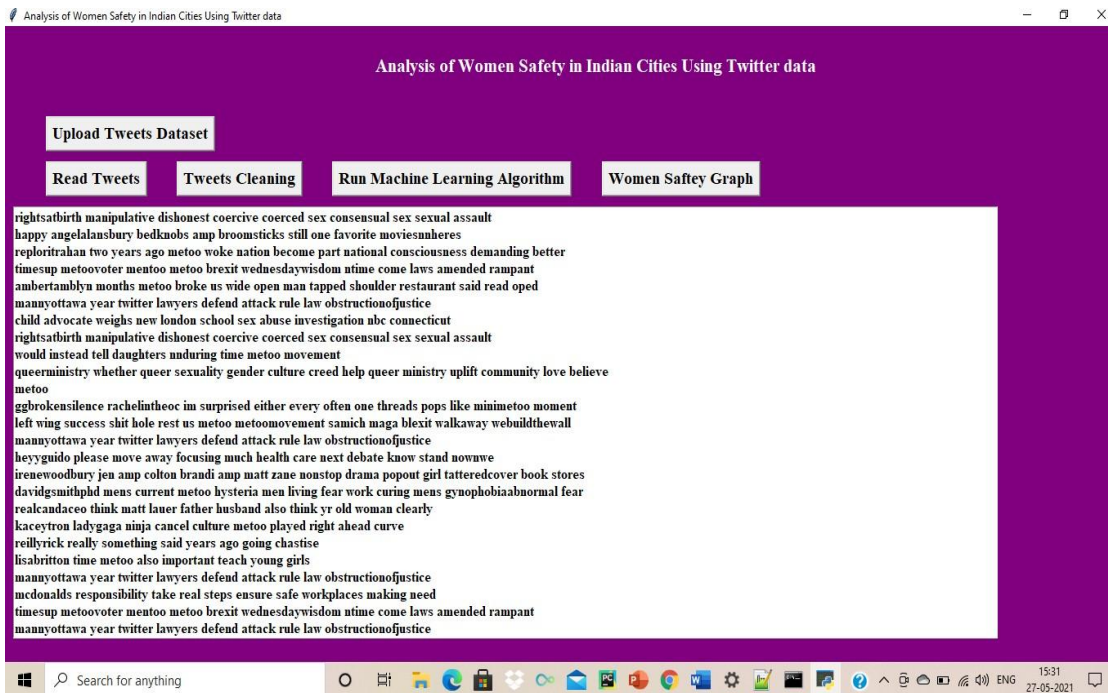 Analysis of Women Safety in Indian Cities Using Twitter data
Analysis of Women Safety in Indian Cities Using Twitter data
Upload Tweets Dataset
Read Tweets
Tweets Cleaning
Run Machine Learning Algorithm
Women Saftey Graph
rightsatbirth manipulative dishonest coercive coerced sex consensual sex sexual assault
happy angelalansbury bedknobs amp broomsticks still one favorite moviesnnheres
reploritrahan two years ago metoo woke nation become part national consciousness demanding better
timesup metoovoter mentoo metoo brexit wednesdaywisdom ntime come laws amended rampant
ambertamblyn months metoo broke us wide open man tapped shoulder restaurant said read oped
mannyottawa year twitter lawyers defend attack rule law obstructionofjustice
child advocate weighs new london school sex abuse investigation nbc connecticut
rightsatbirth manipulative dishonest coercive coerced sex consensual sex sexual assault
would instead tell daughters nnduring time metoo movement
queerministry whether queer sexuality gender culture creed help queer ministry uplift community love believe
metoo
ggbrokensilence rachelintheoc im surprised either every often one threads pops like minimetoo moment
left wing success shit hole rest us metoo metoomovement samich maga blexit walkaway webuildthewall
mannyottawa year twitter lawyers defend attack rule law obstructionofjustice
heyyguido please move away focusing much health care next debate know stand nownwe
irenewoodbury jen amp colton brandi amp matt zane nonstop drama popout girl tatteredcover book stores
davidgsmithphd mens current metoo hysteria men living fear work curing mens gynophobiaabnormal fear
realcandaceo think matt lauer father husband also think yr old woman clearly
kaceytron ladygaga ninja cancel culture metoo played right ahead curve
reillyrick really something said years ago going chastise
lisabritton time metoo also important teach young girls
mannyottawa year twitter lawyers defend attack rule law obstructionofjustice
mcdonalds responsibility take real steps ensure safe workplaces making need
timesup metoovoter mentoo metoo brexit wednesdaywisdom ntime come laws amended rampant
mannyottawa year twitter lawyers defend attack rule law obstructionofjustice
Search for anything
ENG
15:31
27-05-2021